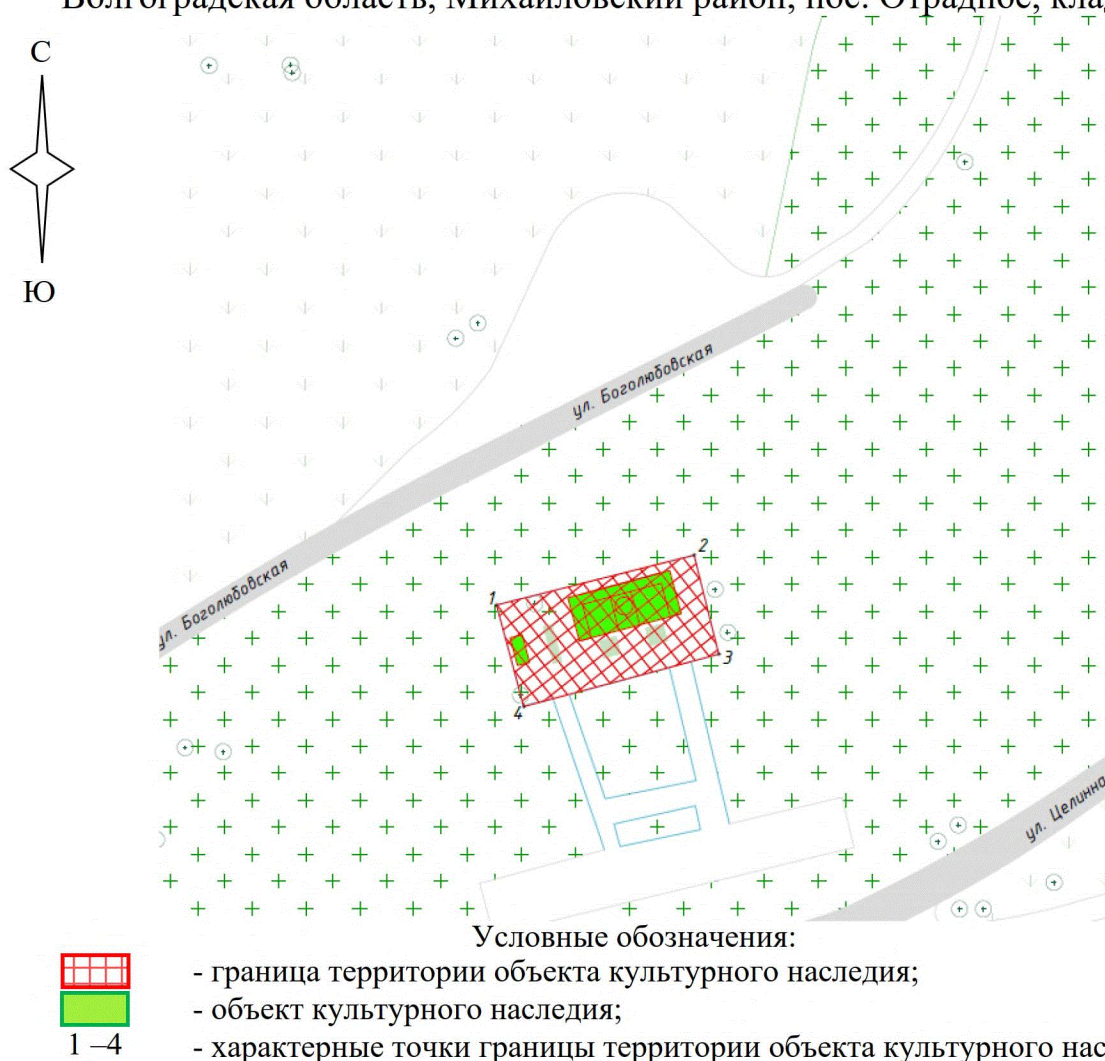 Волгоградская область, Михайловский район, пос. Отрадное, клад
С
Ю
ул. Боголюбовская
ул. Боголюбовская
2
1
3
4
ул. Целинна
Условные обозначения:
- граница территории объекта культурного наследия;
- объект культурного наследия;
1 –4 - характерные точки границы территории объекта культурного нас